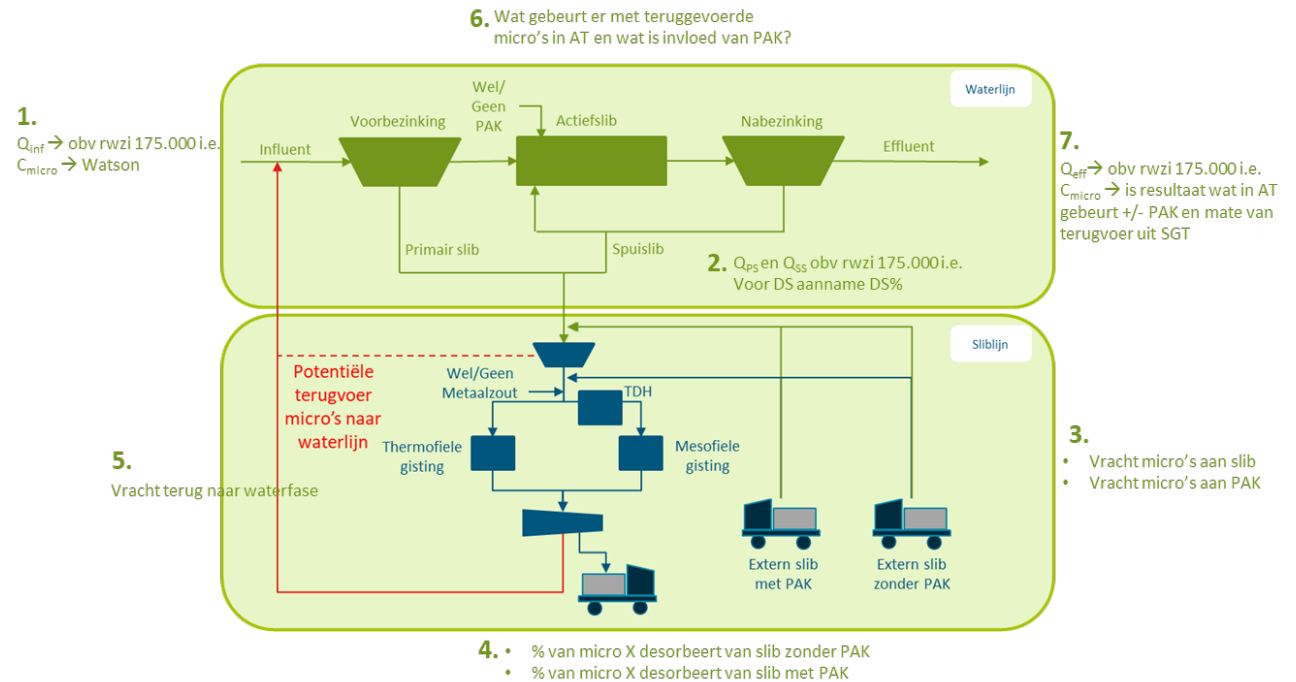 6. Wat gebeurt er met teruggevoerde
micro's in AT en wat is invloed van PAK?
Waterlijn
1.
Qinf → obv rwzi 175.000 i.e.
Cmicro → Watson
Influent
Voorbezinking
Wel/
Geen
PAK
Actiefslib
Nabezinking
Effluent
7.
Qeff → obv rwzi 175.000 i.e.
Cmicro → is resultaat wat in AT
gebeurt +/- PAK en mate van
terugvoer uit SGT
Primair slib
Spuislib
2. QPS en QSS obv rwzi 175.000 i.e.
Voor DS aanname DS%
Sliblijn
Potentiële
terugvoer
micro's naar
waterlijn
Wel/Geen
Metaalzout
TDH
Thermofiele
gisting
Mesofiele
gisting
3.
• Vracht micro's aan slib
• Vracht micro's aan PAK
5.
Vracht terug naar waterfase
Extern slib
met PAK
Extern slib
zonder PAK
4. • % van micro X desorbeert van slib zonder PAK
• % van micro X desorbeert van slib met PAK